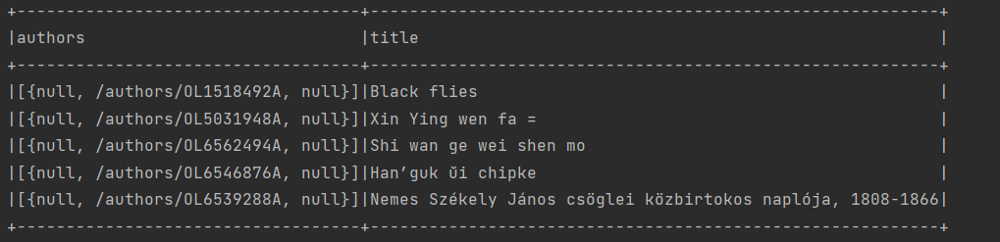 +-----------------------------------+----------------------------------------------------------+
|authors                            |title                                                     |
+-----------------------------------+----------------------------------------------------------+
|[{null, /authors/OL1518492A, null}]|Black flies                                               |
|[{null, /authors/OL5031948A, null}]|Xin Ying wen fa =                                         |
|[{null, /authors/OL6562494A, null}]|Shi wan ge wei shen mo                                    |
|[{null, /authors/OL6546876A, null}]|Hanʼguk ŭi chipke                                         |
|[{null, /authors/OL6539288A, null}]|Nemes Székely János csöglei közbirtokos naplója, 1808-1866|
+-----------------------------------+----------------------------------------------------------+